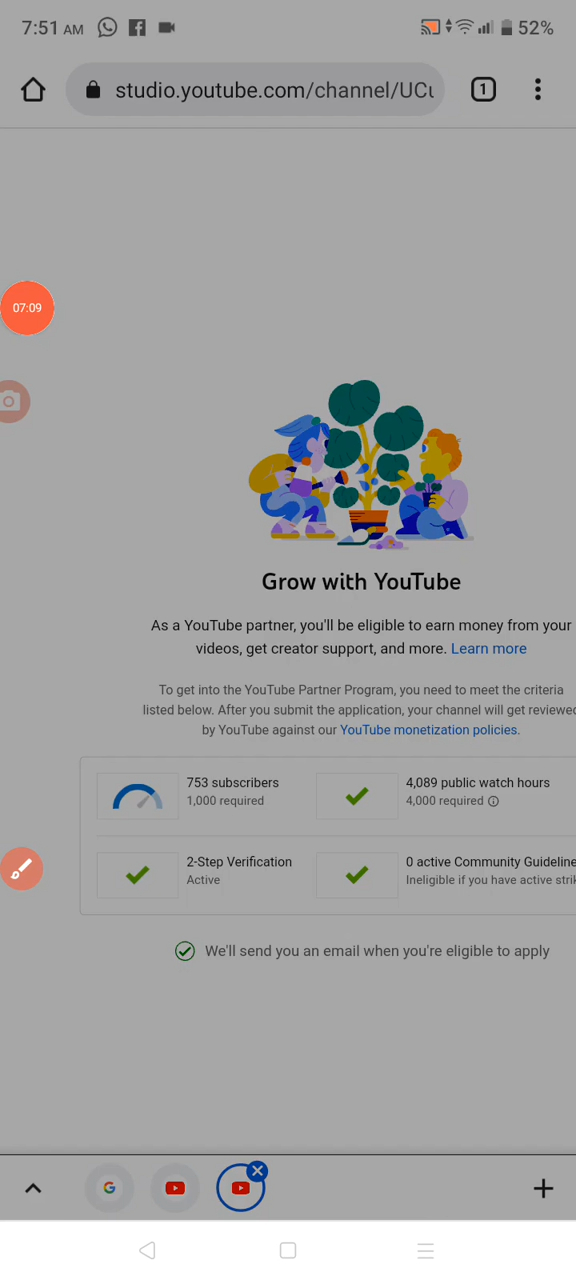 7:51 AM
52%
studio.youtube.com/channel/UCu
1
07:09
Grow with YouTube
As a YouTube partner, you'll be eligible to earn money from your
videos, get creator support, and more. Learn more
To get into the YouTube Partner Program, you need to meet the criteria
listed below. After you submit the application, your channel will get reviewed
by YouTube against our YouTube monetization policies.
753 subscribers
1,000 required
4,089 public watch hours
4,000 required
2-Step Verification
Active
0 active Community Guideline
Ineligible if you have active strik
We'll send you an email when you're eligible to apply